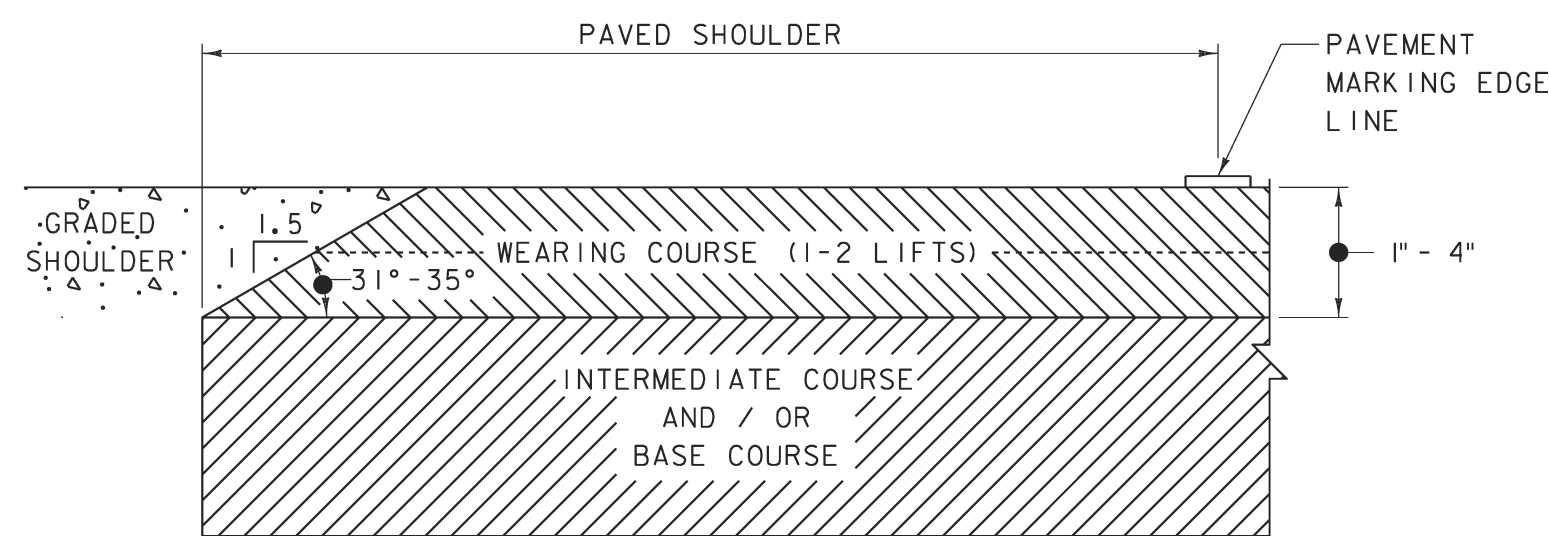 PAVED SHOULDER
PAVEMENT
MARKING EDGE
LINE
GRADED
SHOULDER
1.5
1
WEARING COURSE (1-2 LIFTS)
31°-35°
1" - 4"
INTERMEDIATE COURSE
AND / OR
BASE COURSE